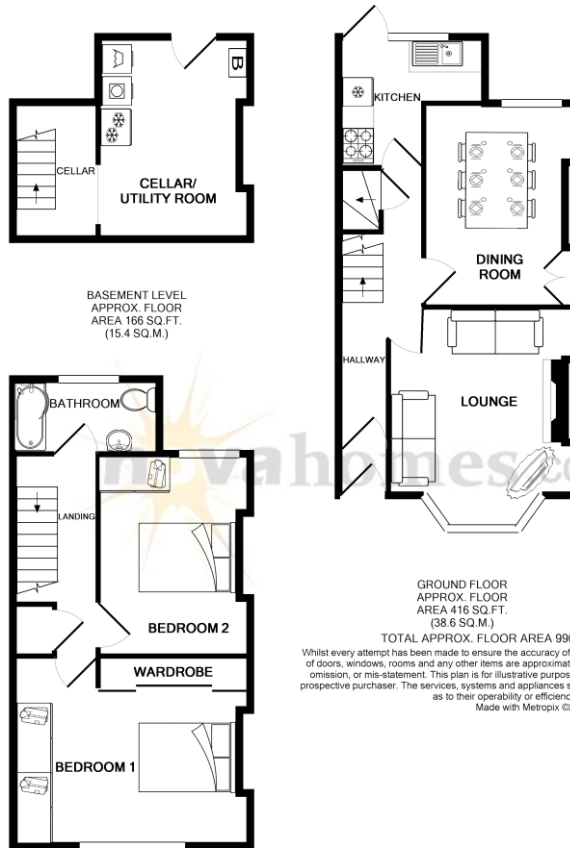 B
CELLAR
CELLAR/
UTILITY ROOM
BASEMENT LEVEL
APPROX. FLOOR
AREA 166 SQ.FT.
(15.4 SQ.M.)
KITCHEN
DINING
ROOM
HALLWAY
LOUNGE
BATHROOM
LANDING
BEDROOM 2
WARDROBE
BEDROOM 1
novahomes.co
GROUND FLOOR
APPROX. FLOOR
AREA 416 SQ.FT.
(38.6 SQ.M.)
TOTAL APPROX. FLOOR AREA 990
Whilst every attempt has been made to ensure the accuracy of
of doors, windows, rooms and any other items are approximat
omission, or mis-statement. This plan is for illustrative purpos
prospective purchaser. The services, systems and appliances s
as to their operability or efficienc
Made with Metropix ©